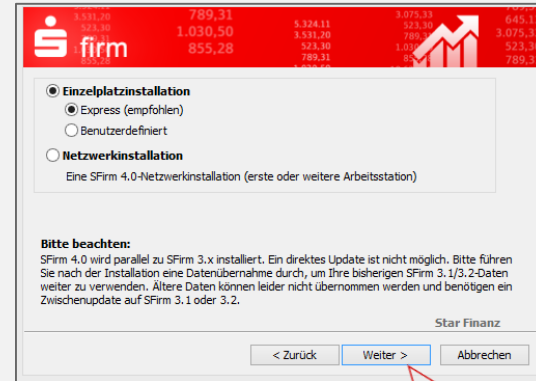 789,31
3.531,20
523,30
1.030,50
855,28
5.324,11
3.531,20
523,30
789,31
3.075,33
523,30
789,
645.1
3.075,3
523,3
789,3
firm
Einzelplatzinstallation
Express (empfohlen)
Benutzerdefiniert
Netzwerkinstallation
Eine SFirm 4.0-Netzwerkinstallation (erste oder weitere Arbeitsstation)
Bitte beachten:
SFirm 4.0 wird parallel zu SFirm 3.x installiert. Ein direktes Update ist nicht möglich. Bitte führen
Sie nach der Installation eine Datenübernahme durch, um Ihre bisherigen SFirm 3.1/3.2-Daten
weiter zu verwenden. Ältere Daten können leider nicht übernommen werden und benötigen ein
Zwischenupdate auf SFirm 3.1 oder 3.2.
Star Finanz
< Zurück
Weiter >
Abbrechen